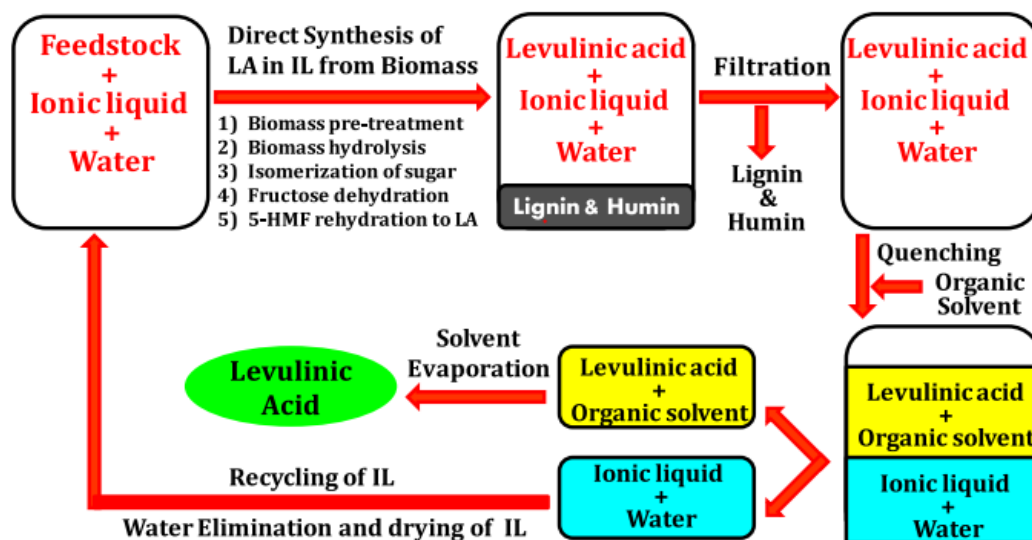 Feedstock
+
Ionic liquid
+
Water
Direct Synthesis of
LA in IL from Biomass
1) Biomass pre-treatment
2) Biomass hydrolysis
3) Isomerization of sugar
4) Fructose dehydration
5) 5-HMF rehydration to LA
Levulinic acid
+
Ionic liquid
+
Water
Lignin & Humin
Filtration
Lignin
&
Humin
Levulinic acid
+
Ionic liquid
+
Water
Quenching
Organic
Solvent
Levulinic acid
+
Organic solvent
Ionic liquid
+
Water
Levulinic acid
+
Organic solvent
Solvent
Evaporation
Levulinic
Acid
Ionic liquid
+
Water
Recycling of IL
Water Elimination and drying of IL